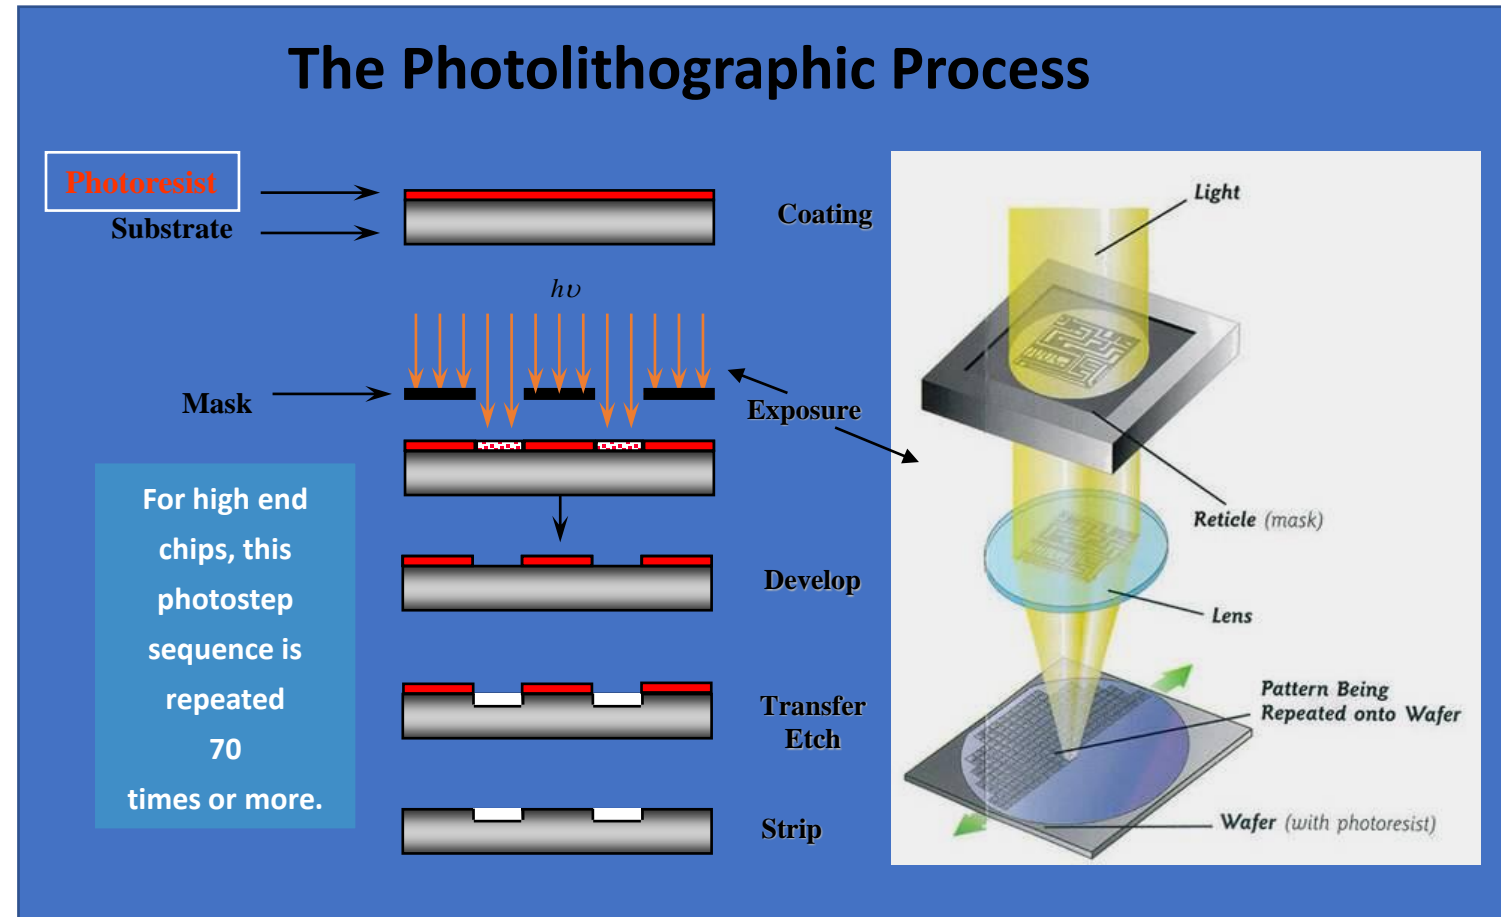 The Photolithographic Process
Photoresist
Substrate
Coating
hυ
Mask
Exposure
For high end
chips, this
photostep
sequence is
repeated
70
times or more.
Develop
Transfer
Etch
Strip
Light
Reticle (mask)
Lens
Pattern Being
Repeated onto Wafer
Wafer (with photoresist)